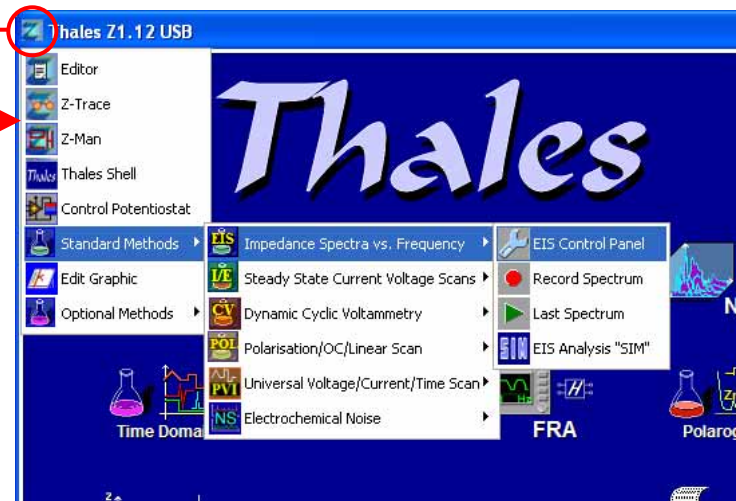 Thales Z1.12 USB
Editor
Z-Trace
Z-Man
Thales Thales Shell
Control Potentiostat
Standard Methods
Edit Graphic
Optional Methods
Thales
EIS Impedance Spectra vs. Frequency
I/E Steady State Current Voltage Scans
CV Dynamic Cyclic Voltammetry
POL Polarisation/OC/Linear Scan
PVI Universal Voltage/Current/Time Scan
NS Electrochemical Noise
EIS Control Panel
Record Spectrum
Last Spectrum
SIM EIS Analysis "SIM"
N
Time Doma
Hz
H
FRA
Zn
Polarog
Z